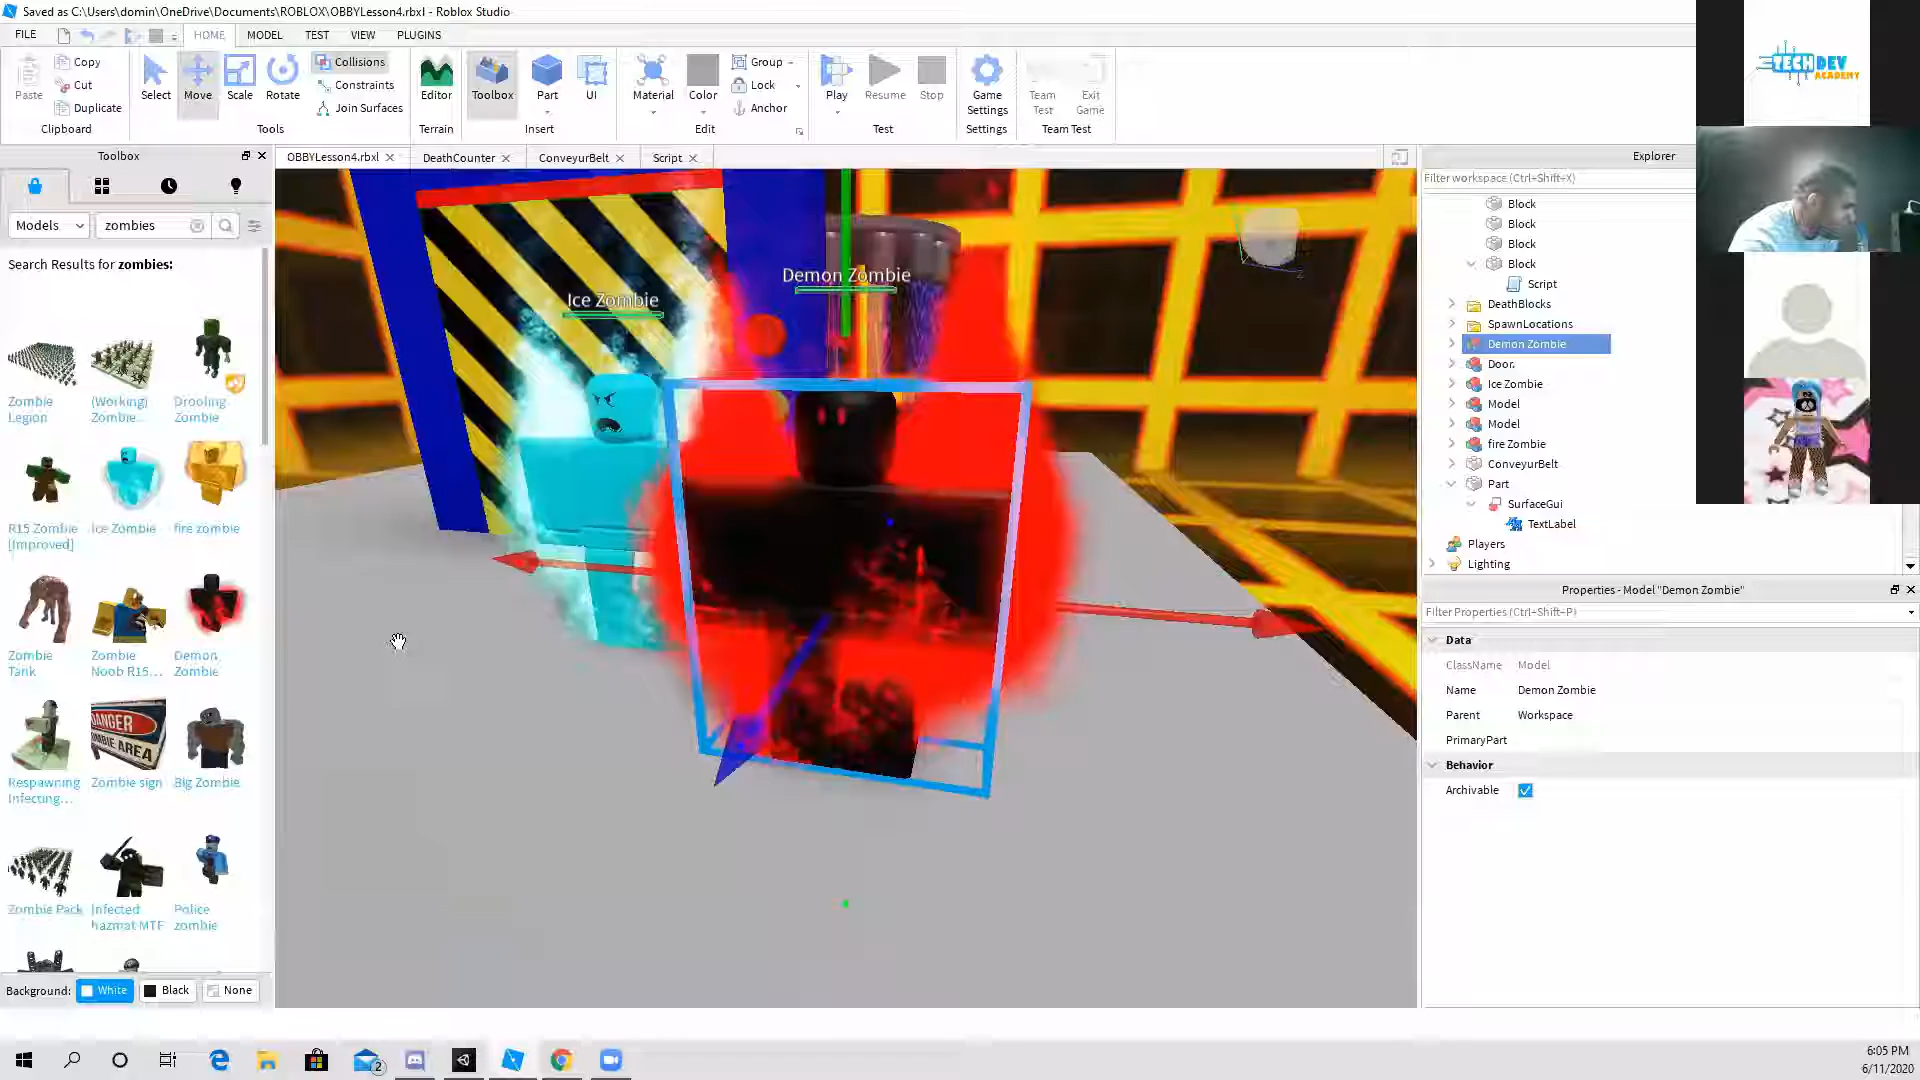 Saved as C:\Users\domin\OneDrive\Documents\ROBLOX\OBBYLesson4.rbxl - Roblox Studio
FILE HOME MODEL TEST VIEW PLUGINS
Paste Copy Cut Duplicate Clipboard
Select Move Scale Rotate Collisions Constraints Join Surfaces Tools
Editor Terrain
Toolbox Part UI Insert
Material Color Group Lock Anchor Edit
Play Resume Stop Test
Game Settings Settings
Team Test Exit Game Team Test
TECHDEV
ACADEMY
Toolbox
OBBYLesson4.rbxl DeathCounter ConveyurBelt Script
Models zombies
Search Results for zombies:
Zombie Legion
(Working) Zombie...
Drooling Zombie
R15 Zombie [Improved]
Ice Zombie
fire zombie
Zombie Tank
Zombie Noob R15...
Demon Zombie
DANGER
ZOMBIE AREA
Respawning Infecting...
Zombie sign
Big Zombie
Zombie Pack
Infected hazmat MTF
Police zombie
Background: White Black None
Ice Zombie
Demon Zombie
Explorer
Filter workspace (Ctrl+Shift+X)
Block
Block
Block
Block
Script
DeathBlocks
SpawnLocations
Demon Zombie
Door.
Ice Zombie
Model
Model
fire Zombie
ConveyurBelt
Part
SurfaceGui
TextLabel
Players
Lighting
Properties - Model "Demon Zombie"
Filter Properties (Ctrl+Shift+P)
Data
ClassName Model
Name Demon Zombie
Parent Workspace
PrimaryPart
Behavior
Archivable
2
6:05 PM
6/11/2020